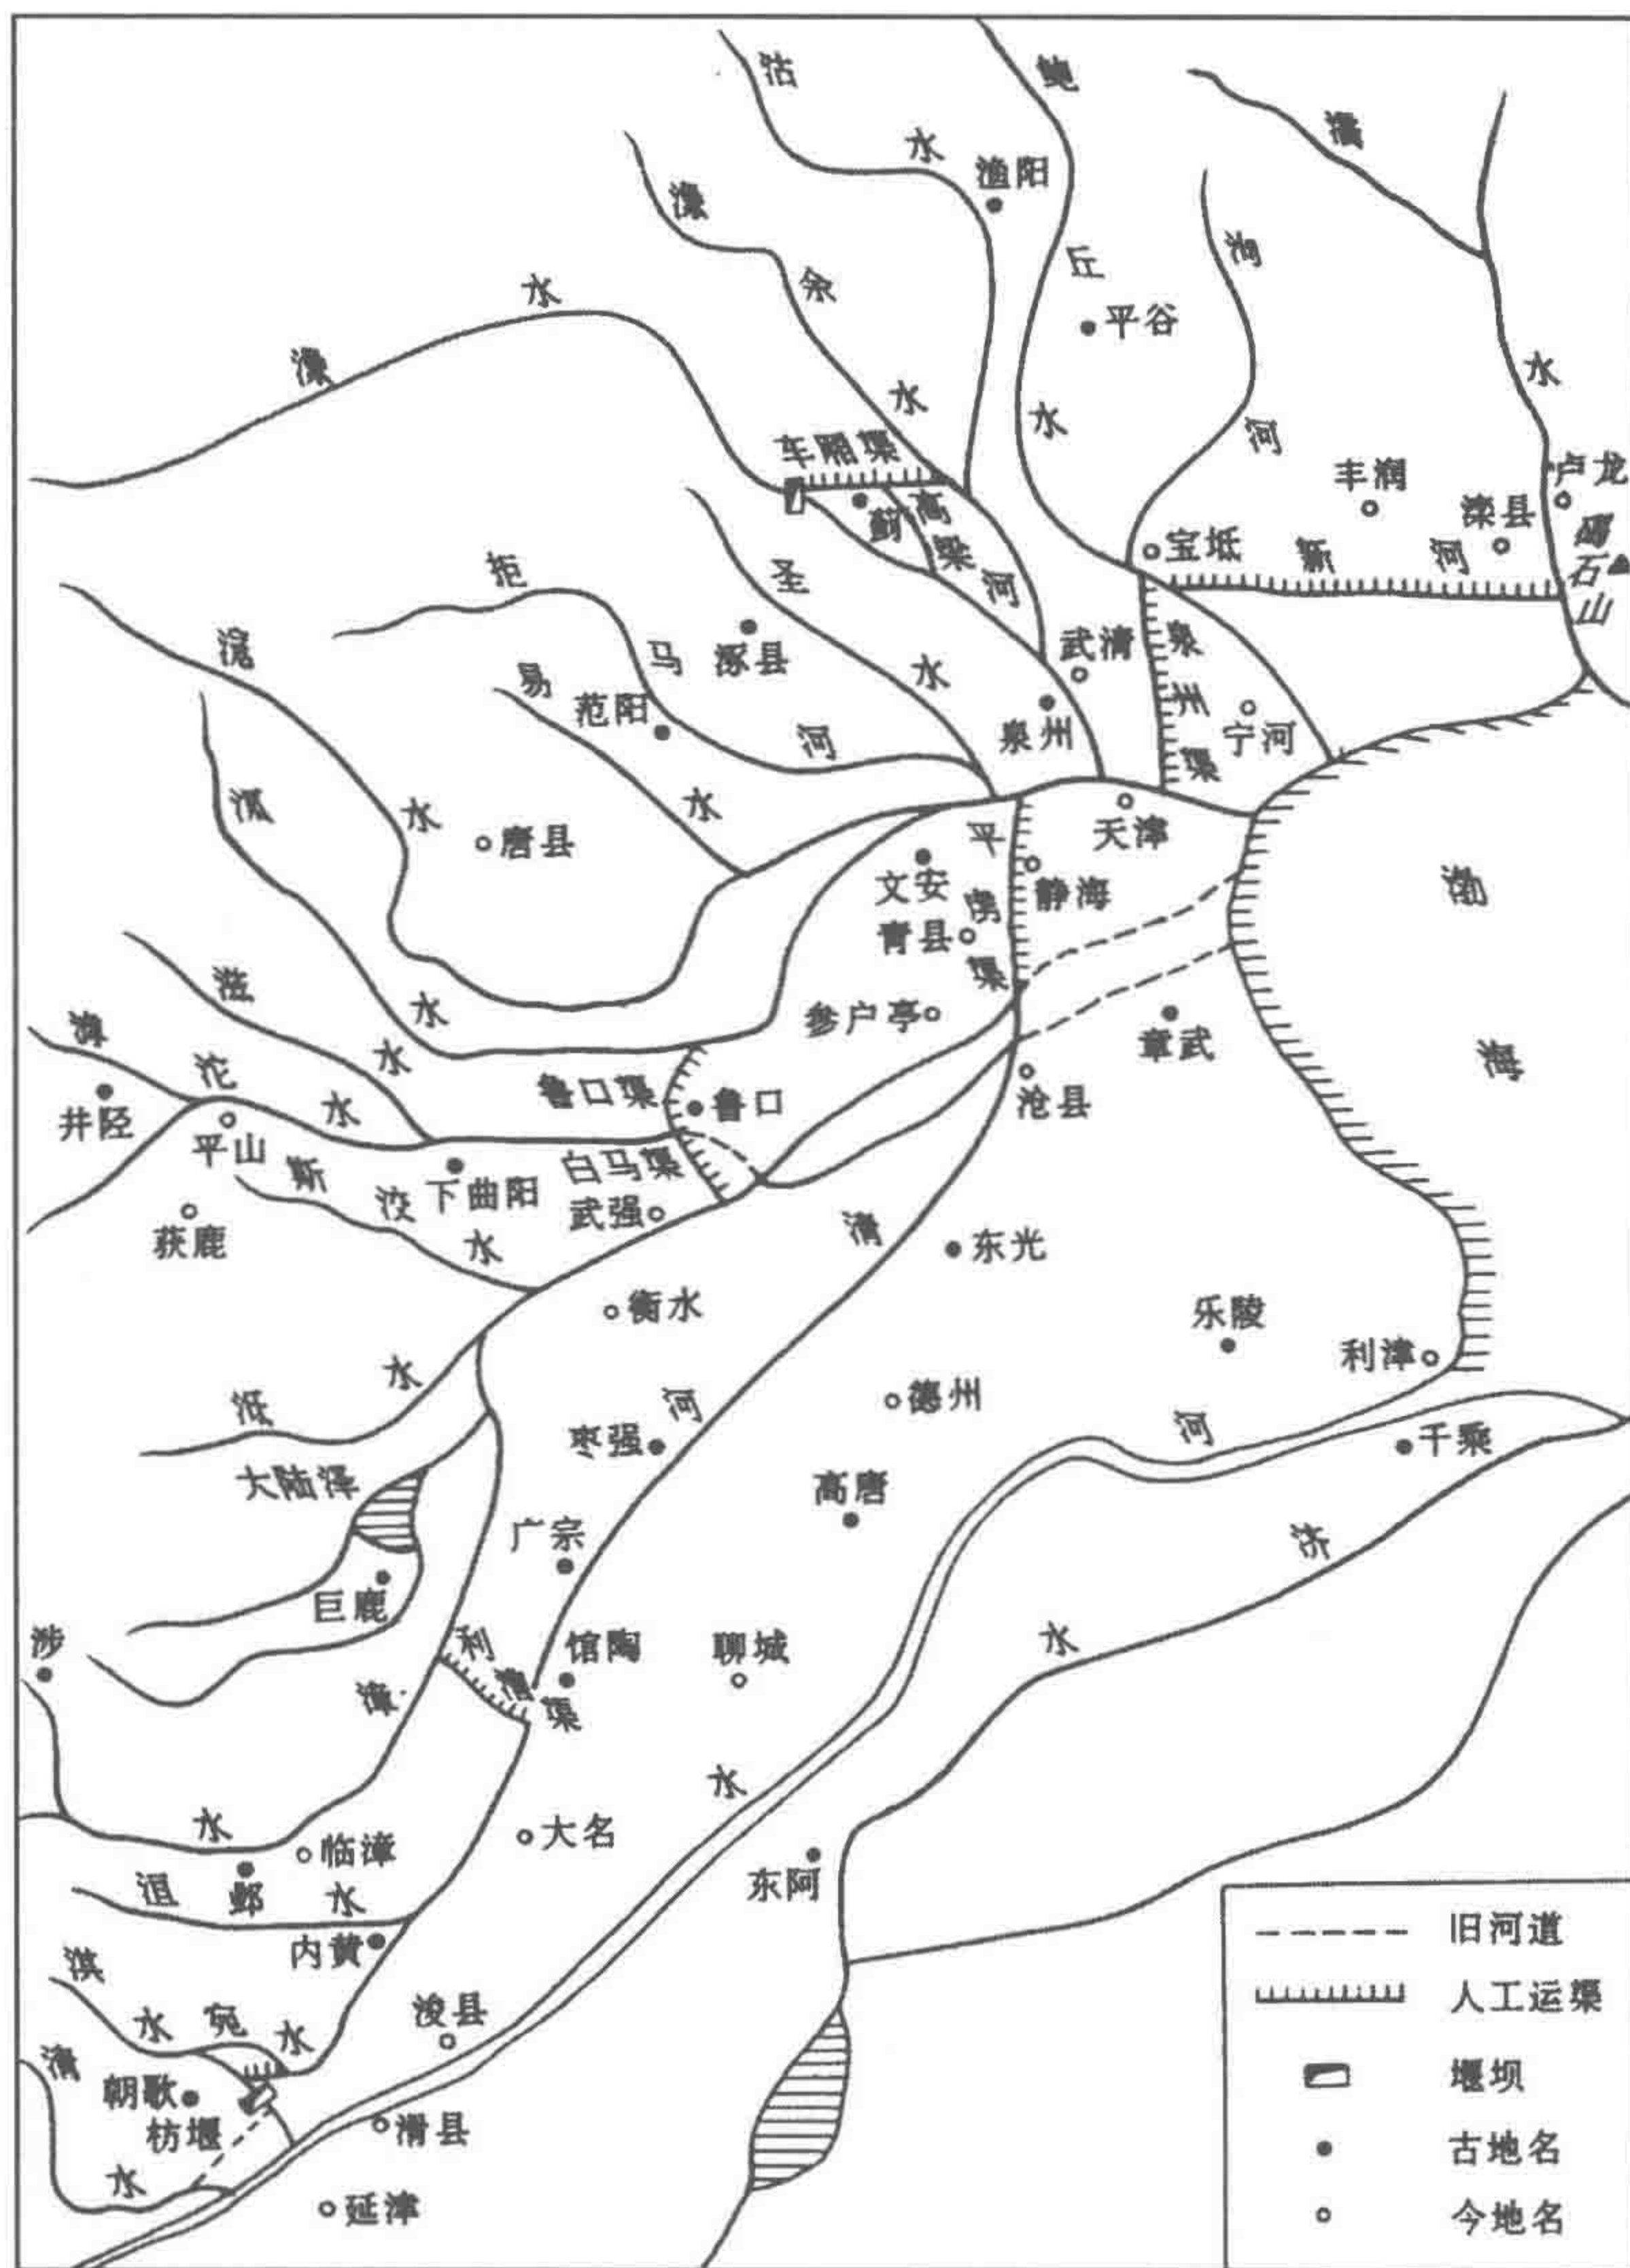 沽水
鲍丘水
濡水
渔阳
㶟余水
洵河
平谷
㶟水
车厢渠
蓟
高梁河
丰润
卢龙
滦县
碣石山
宝坻
新河
圣水
拒马河
涿县
易水
范阳
武清
泉州
泉州渠
宁河
滱水
泒水
唐县
天津
平虏渠
静海
文安
青县
渤海
滋水
参户亭
章武
滹沱水
井陉
平山
鲁口渠
鲁口
沧县
白马渠
武强
下曲阳
斯洨水
获鹿
清河
东光
衡水
乐陵
利津
泜水
枣强
德州
河水
千乘
大陆泽
高唐
广宗
济水
巨鹿
涉
利漕渠
馆陶
聊城
漳水
临漳
大名
东阿
洹水
邺
内黄
淇水
宛水
浚县
清水
朝歌
枋堰
滑县
延津
旧河道
人工运渠
堰坝
古地名
今地名